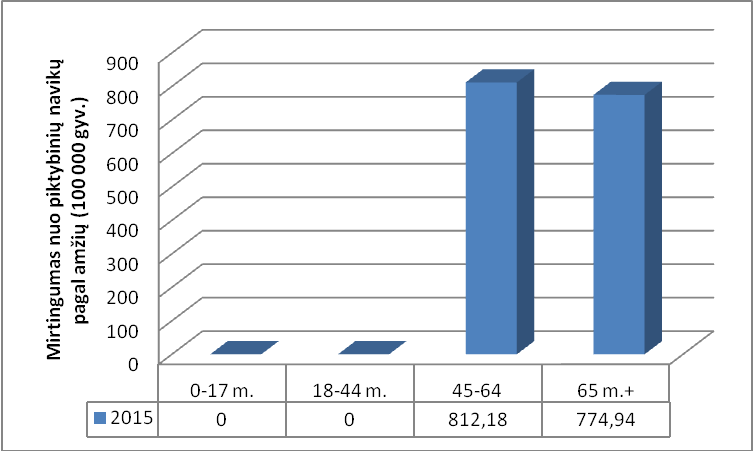 Mirtingumas nuo piktybinių navikų
pagal amžių (100 000 gyv.)
900
800
700
600
500
400
300
200
100
0
0-17 m. 18-44 m. 45-64 65 m.+
2015 0 0 812,18 774,94